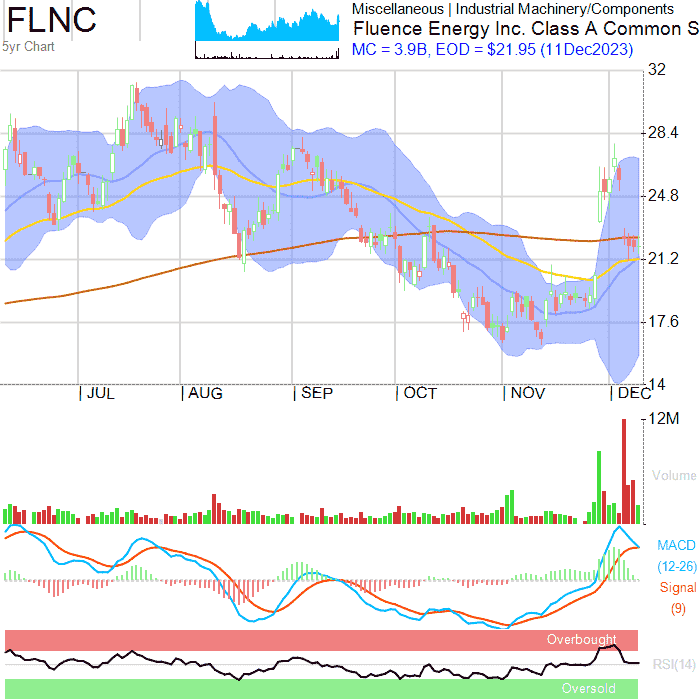 FLNC
5yr Chart
Miscellaneous | Industrial Machinery/Components
Fluence Energy Inc. Class A Common S
MC = 3.9B, EOD = $21.95 (11Dec2023)
32
28.4
24.8
21.2
17.6
14
JUL AUG SEP OCT NOV DEC
12M
Volume
MACD
(12-26)
Signal
(9)
Overbought
RSI(14)
Oversold